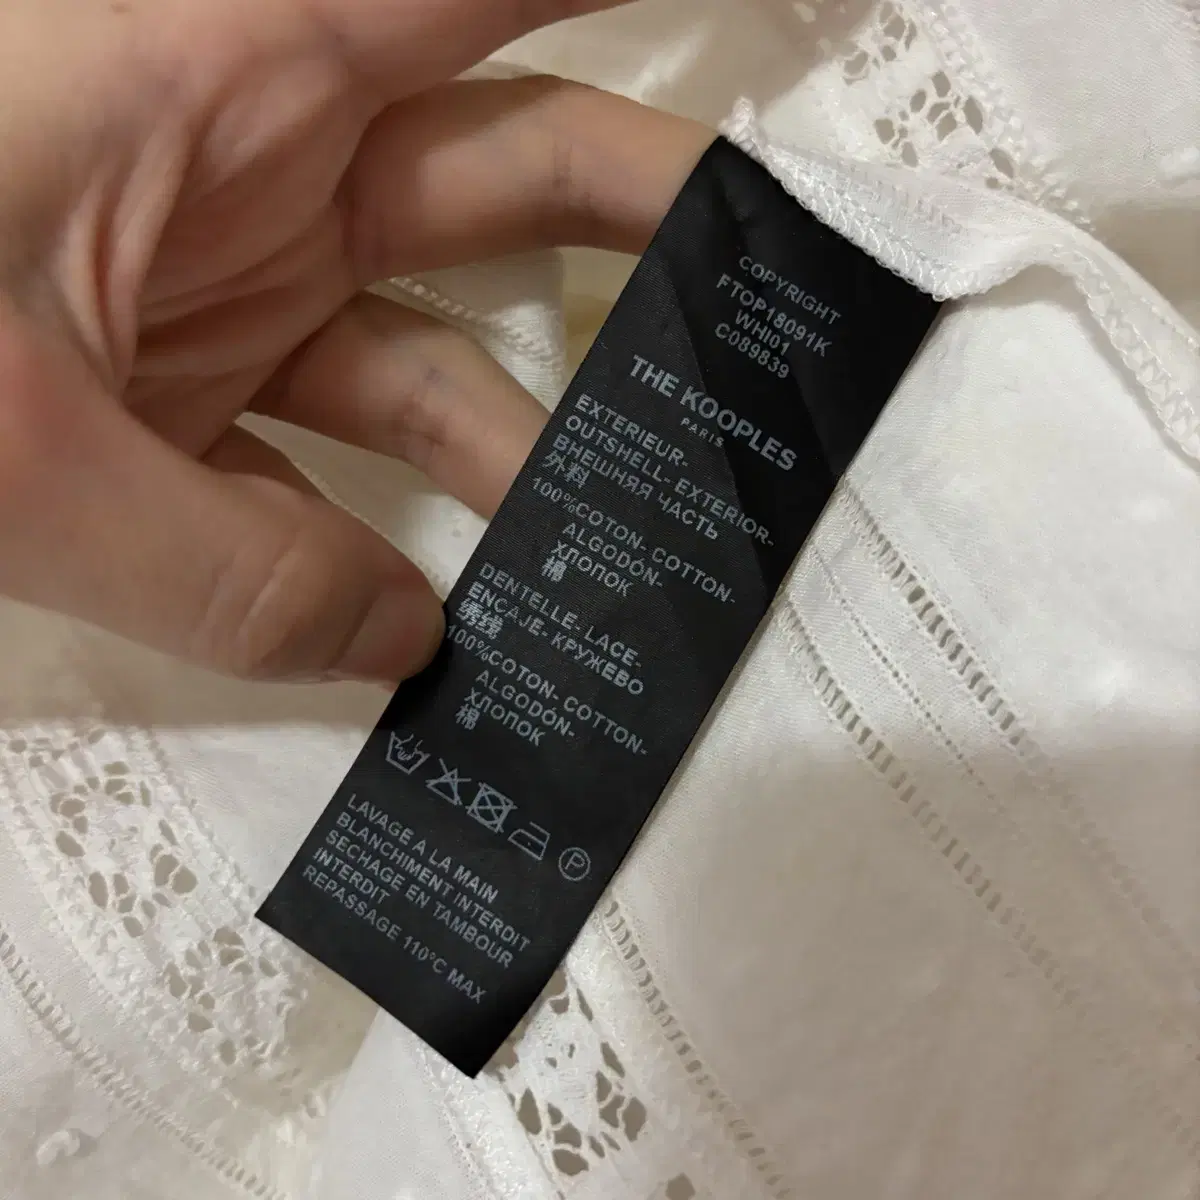 COPYRIGHT
FTOP18091K
WHI01
C089839
THE KOOPLES
PARIS
EXTERIEUR-
OUTSHELL- EXTERIOR-
ВНЕШНЯЯ ЧАСТЬ
外料
100%COTON- COTTON-
ALGODÓN-
ХЛОПОК
棉
DENTELLE- LACE-
ENCAJE- КРУЖЕВО
绣缕
100%COTON- COTTON-
ALGODÓN-
ХЛОПОК
棉
P
LAVAGE A LA MAIN
BLANCHIMENT INTERDIT
SECHAGE EN TAMBOUR
INTERDIT
REPASSAGE 110°C MAX